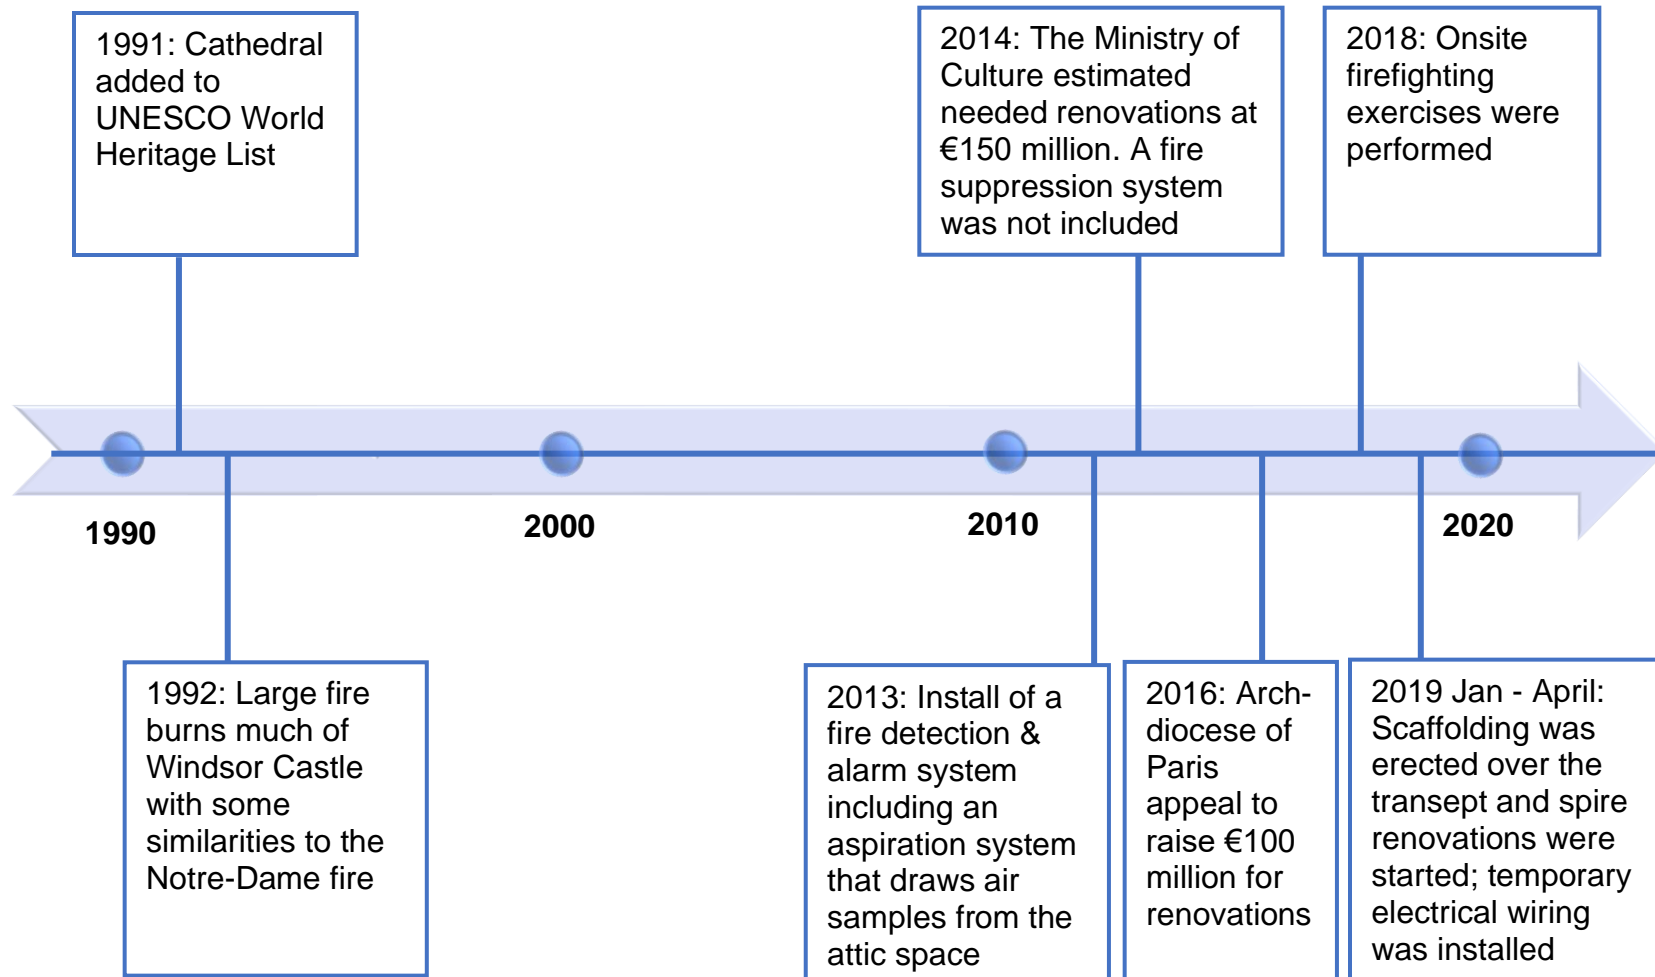 1991: Cathedral
added to
UNESCO World
Heritage List
2014: The Ministry of
Culture estimated
needed renovations at
€150 million. A fire
suppression system
was not included
2018: Onsite
firefighting
exercises were
performed
1990
2000
2010
2020
1992: Large fire
burns much of
Windsor Castle
with some
similarities to the
Notre-Dame fire
2013: Install of a
fire detection &
alarm system
including an
aspiration system
that draws air
samples from the
attic space
2016: Arch-
diocese of
Paris
appeal to
raise €100
million for
renovations
2019 Jan - April:
Scaffolding was
erected over the
transept and spire
renovations were
started; temporary
electrical wiring
was installed